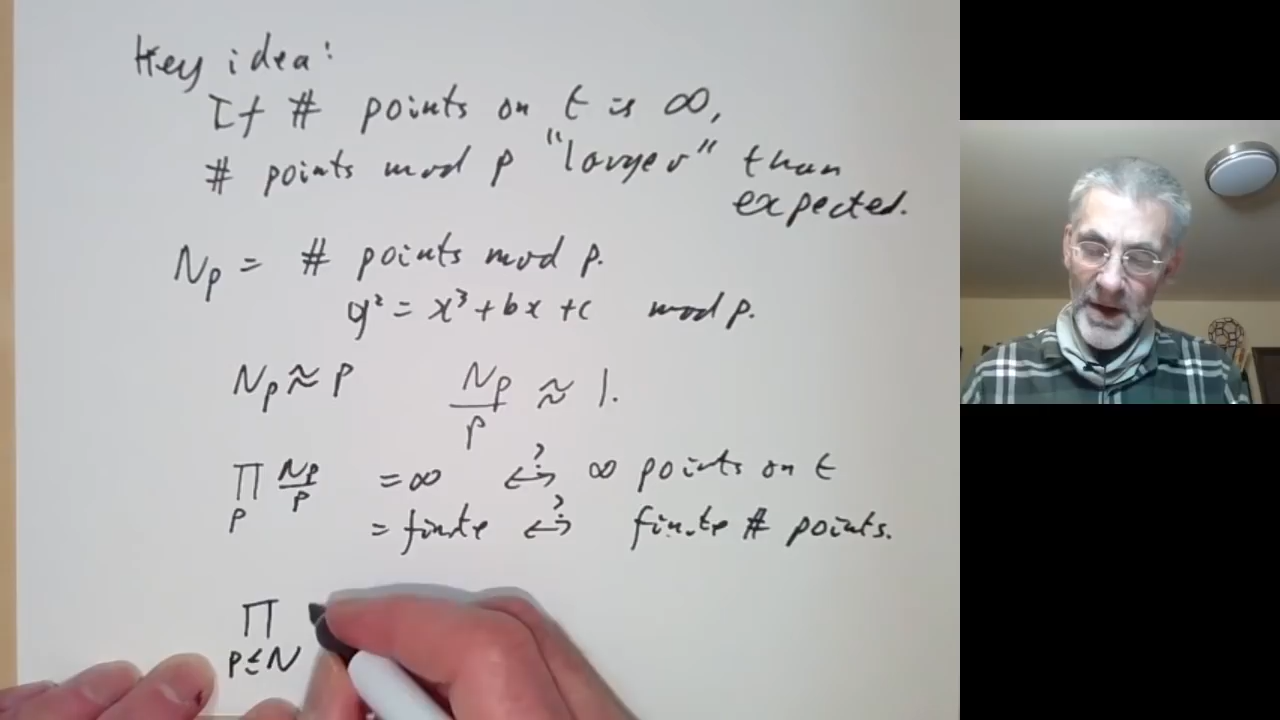 Key idea:
If # points on E is ∞,
# points mod p "larger" than
expected.
Np = # points mod p.
y² = x³ + bx + c mod p.
Np ≈ p Np/p ≈ 1.
∏p Np/p = ∞ ⟷? ∞ points on E
= finite ⟷? finite # points.
∏ p≤N